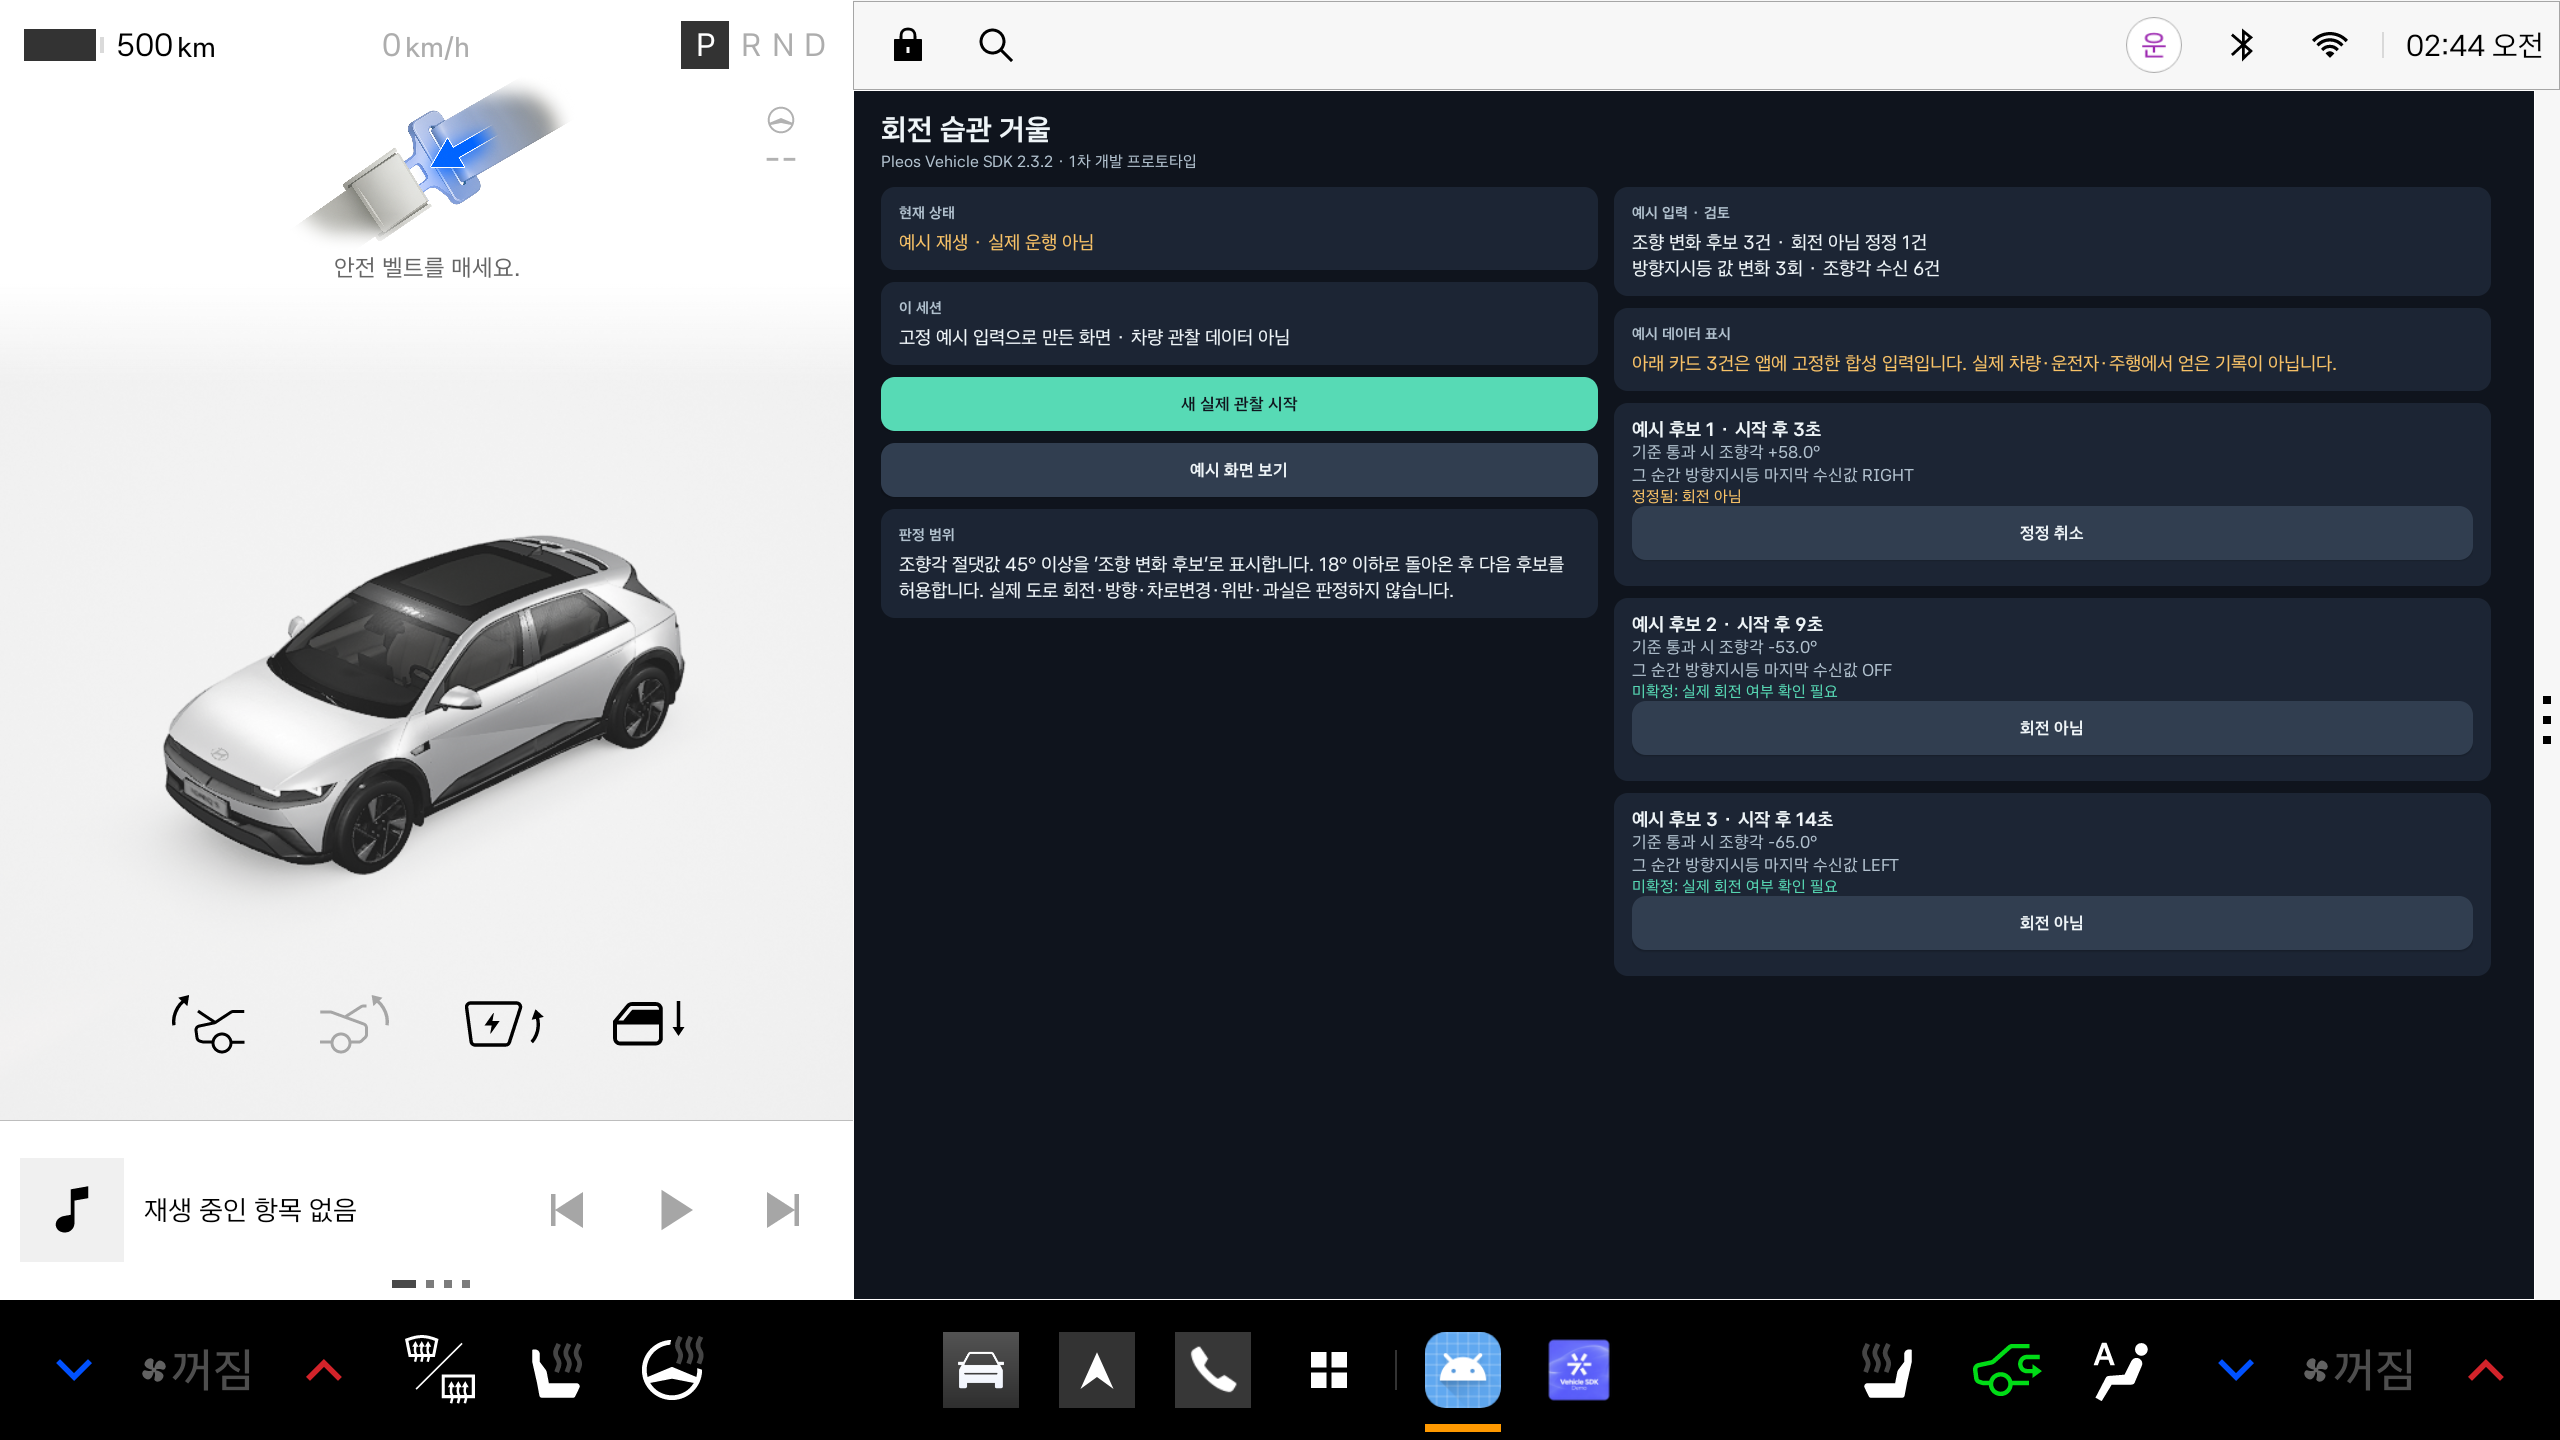 500 km
0 km/h
P R N D
안전 벨트를 매세요.
재생 중인 항목 없음
운
02:44 오전
회전 습관 거울
Pleos Vehicle SDK 2.3.2 · 1차 개발 프로토타입
현재 상태
예시 재생 · 실제 운행 아님
이 세션
고정 예시 입력으로 만든 화면 · 차량 관찰 데이터 아님
새 실제 관찰 시작
예시 화면 보기
판정 범위
조향각 절댓값 45° 이상을 '조향 변화 후보'로 표시합니다. 18° 이하로 돌아온 후 다음 후보를
허용합니다. 실제 도로 회전·방향·차로변경·위반·과실은 판정하지 않습니다.
예시 입력 · 검토
조향 변화 후보 3건 · 회전 아님 정정 1건
방향지시등 값 변화 3회 · 조향각 수신 6건
예시 데이터 표시
아래 카드 3건은 앱에 고정한 합성 입력입니다. 실제 차량·운전자·주행에서 얻은 기록이 아닙니다.
예시 후보 1 · 시작 후 3초
기준 통과 시 조향각 +58.0°
그 순간 방향지시등 마지막 수신값 RIGHT
정정됨: 회전 아님
정정 취소
예시 후보 2 · 시작 후 9초
기준 통과 시 조향각 -53.0°
그 순간 방향지시등 마지막 수신값 OFF
미확정: 실제 회전 여부 확인 필요
회전 아님
예시 후보 3 · 시작 후 14초
기준 통과 시 조향각 -65.0°
그 순간 방향지시등 마지막 수신값 LEFT
미확정: 실제 회전 여부 확인 필요
회전 아님
꺼짐
Vehicle SDK
Demo
A
꺼짐